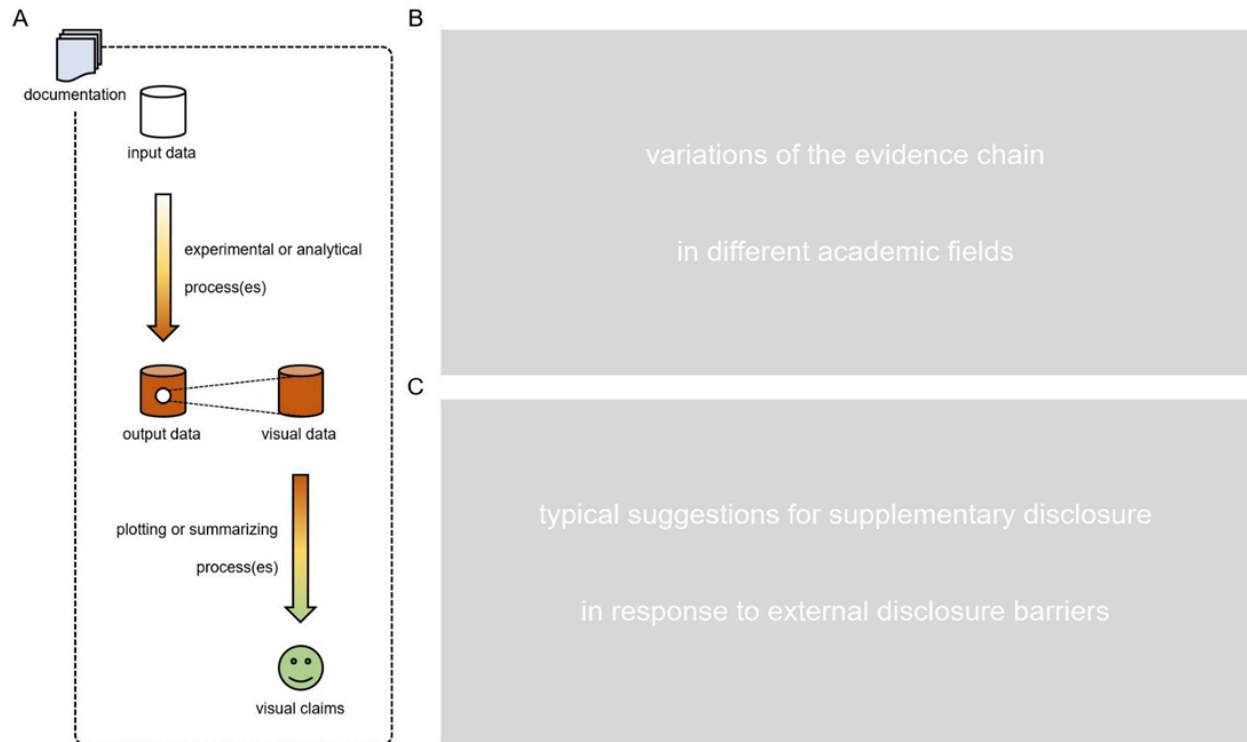 A
documentation
input data
experimental or analytical
process(es)
output data
visual data
plotting or summarizing
process(es)
visual claims
B
variations of the evidence chain
in different academic fields
C
typical suggestions for supplementary disclosure
in response to external disclosure barriers